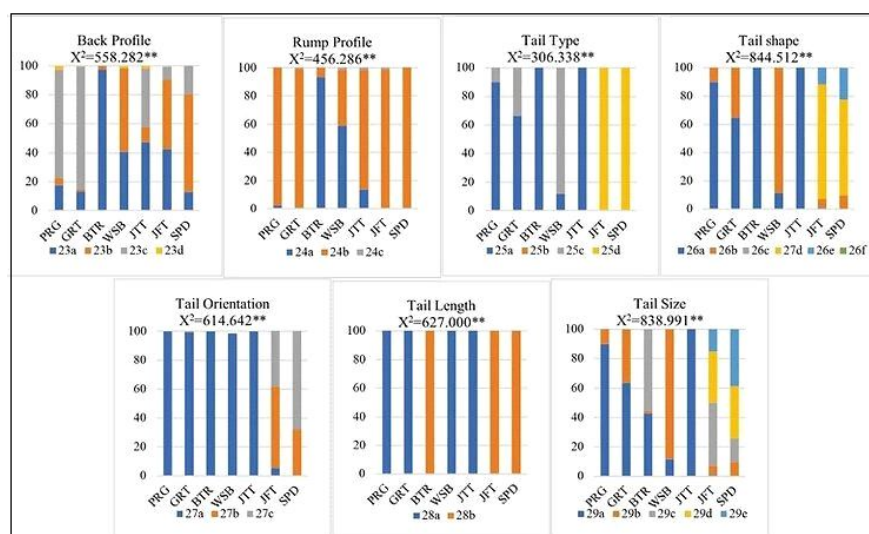 Back Profile
X²=558.282**
100
80
60
40
20
0
PRG GRT BTR WSB JTT JFT SPD
23a 23b 23c 23d
Rump Profile
X²=456.286**
100
80
60
40
20
0
PRG GRT BTR WSB JTT JFT SPD
24a 24b 24c
Tail Type
X²=306.338**
100
80
60
40
20
0
PRG GRT BTR WSB JTT JFT SPD
25a 25b 25c 25d
Tail shape
X²=844.512**
100
80
60
40
20
0
PRG GRT BTR WSB JTT JFT SPD
26a 26b 26c 27d 26e 26f
Tail Orientation
X²=614.642**
100
80
60
40
20
0
PRG GRT BTR WSB JTT JFT SPD
27a 27b 27c
Tail Length
X²=627.000**
100
80
60
40
20
0
PRG GRT BTR WSB JTT JFT SPD
28a 28b
Tail Size
X²=838.991**
100
80
60
40
20
0
PRG GRT BTR WSB JTT JFT SPD
29a 29b 29c 29d 29e